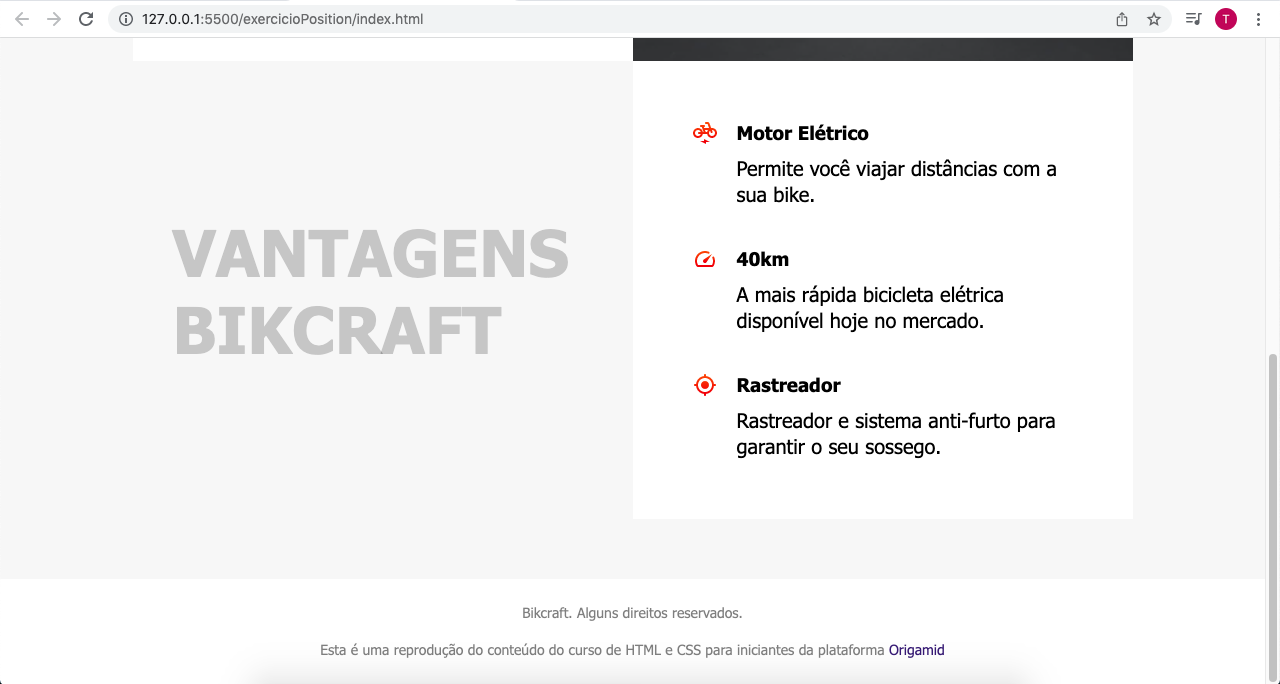 127.0.0.1:5500/exercicioPosition/index.html
T
Motor Elétrico
Permite você viajar distâncias com a
sua bike.
VANTAGENS
BIKCRAFT
40km
A mais rápida bicicleta elétrica
disponível hoje no mercado.
Rastreador
Rastreador e sistema anti-furto para
garantir o seu sossego.
Bikcraft. Alguns direitos reservados.
Esta é uma reprodução do conteúdo do curso de HTML e CSS para iniciantes da plataforma Origamid